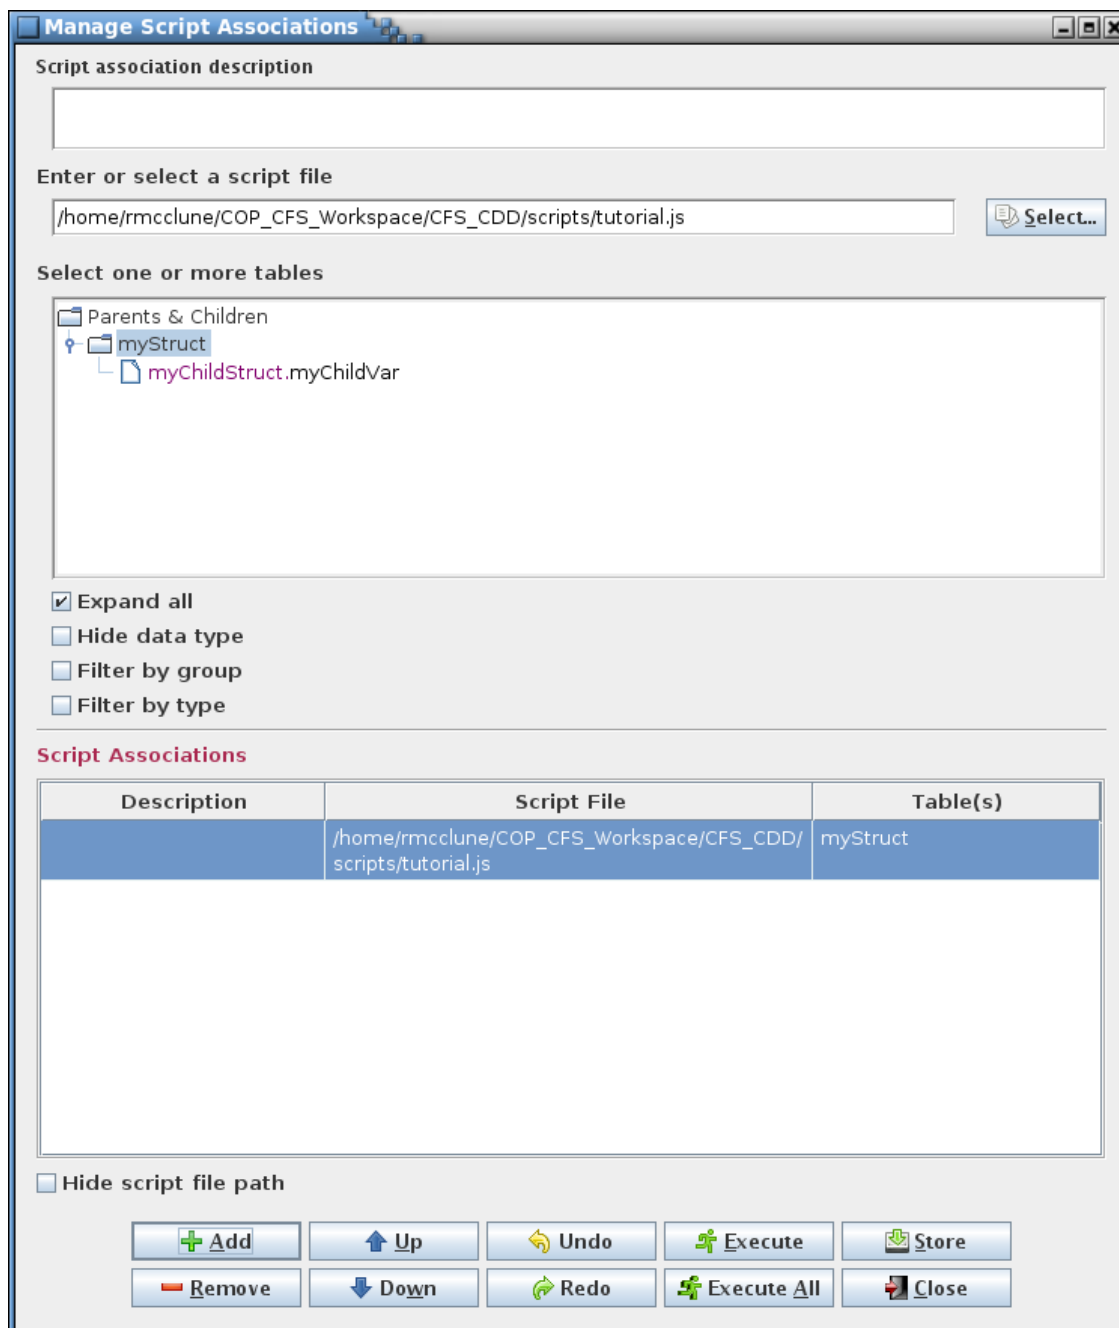 Manage Script Associations
Script association description
Enter or select a script file
/home/rmcclune/COP_CFS_Workspace/CFS_CDD/scripts/tutorial.js
Select...
Select one or more tables
Parents & Children
myStruct
myChildStruct.myChildVar
Expand all
Hide data type
Filter by group
Filter by type
Script Associations
Description Script File Table(s)
/home/rmcclune/COP_CFS_Workspace/CFS_CDD/ myStruct
scripts/tutorial.js
Hide script file path
Add Up Undo Execute Store
Remove Down Redo Execute All Close